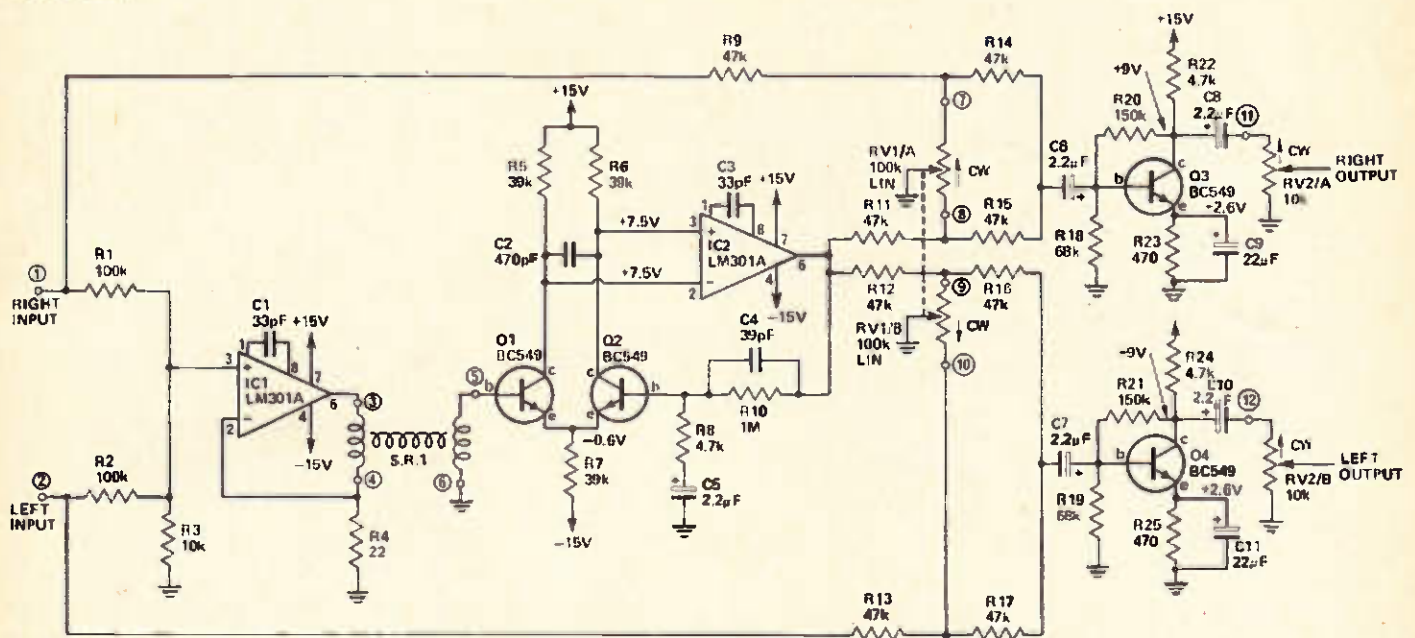 R1
100k
①
RIGHT
INPUT
②
LEFT
INPUT
R2
100k
R3
10k
C1
33pF
+15V
1
8
3
+
IC1
LM301A
7
6
2
−
4
−15V
③
④
S.R.1
R4
22
⑤
⑥
+15V
R5
39k
R6
39k
C2
470pF
+7.5V
+7.5V
Q1
BC549
b
c
e
Q2
BC549
c
b
e
−0.6V
R7
39k
−15V
C3
33pF
+15V
1
8
3
+
IC2
LM301A
7
6
2
−
4
−15V
C4
39pF
R10
1M
R8
4.7k
+
C5
2.2µF
R9
47k
R11
47k
R12
47k
R13
47k
⑦
RV1/A
100k
LIN
CW
⑧
⑨
RV1/B
100k
LIN
CW
⑩
R14
47k
R15
47k
R16
47k
R17
47k
C6
2.2µF
+
R18
68k
R20
150k
+9V
+15V
R22
4.7k
C8
2.2µF
+
⑪
CW
RIGHT
OUTPUT
RV2/A
10k
b
c
e
Q3
BC549
+2.6V
R23
470
+
C9
22µF
C7
2.2µF
+
R19
68k
R21
150k
R24
4.7k
2.2µF
+
⑫
CW
LEFT
OUTPUT
RV2/B
10k
b
c
e
Q4
BC549
+2.6V
R25
470
+
C11
22µF